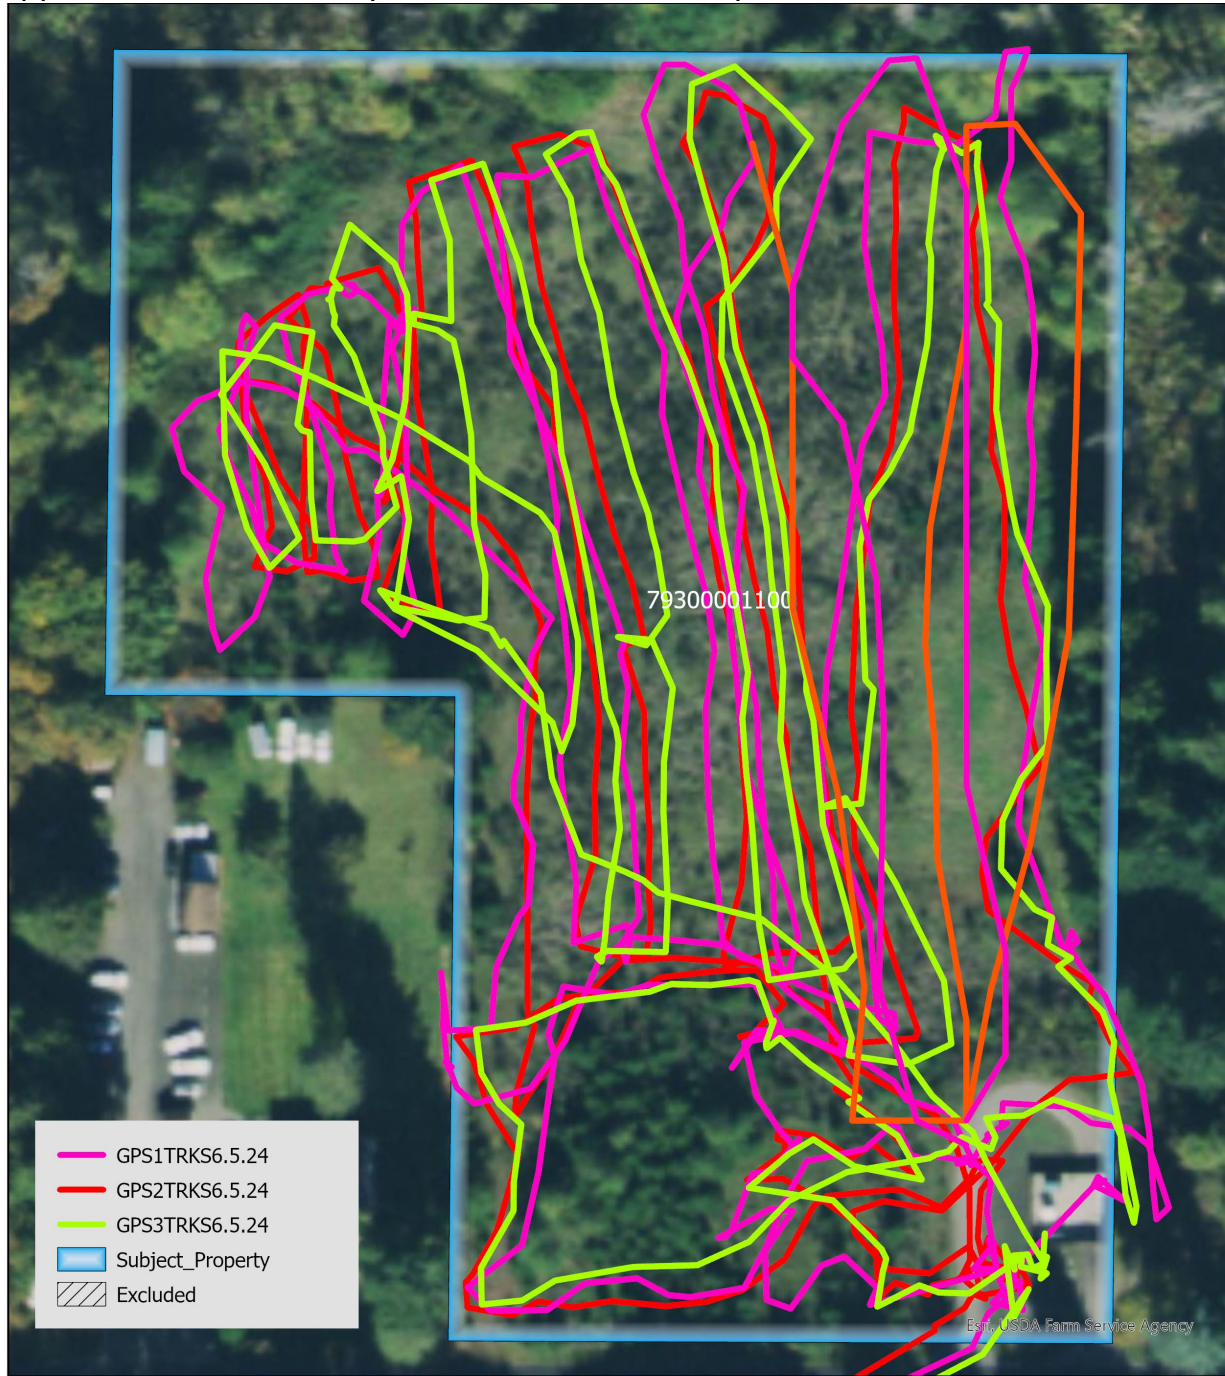 79300001100
GPS1TRKS6.5.24
GPS2TRKS6.5.24
GPS3TRKS6.5.24
Subject_Property
Excluded
Esri, USDA Farm Service Agency